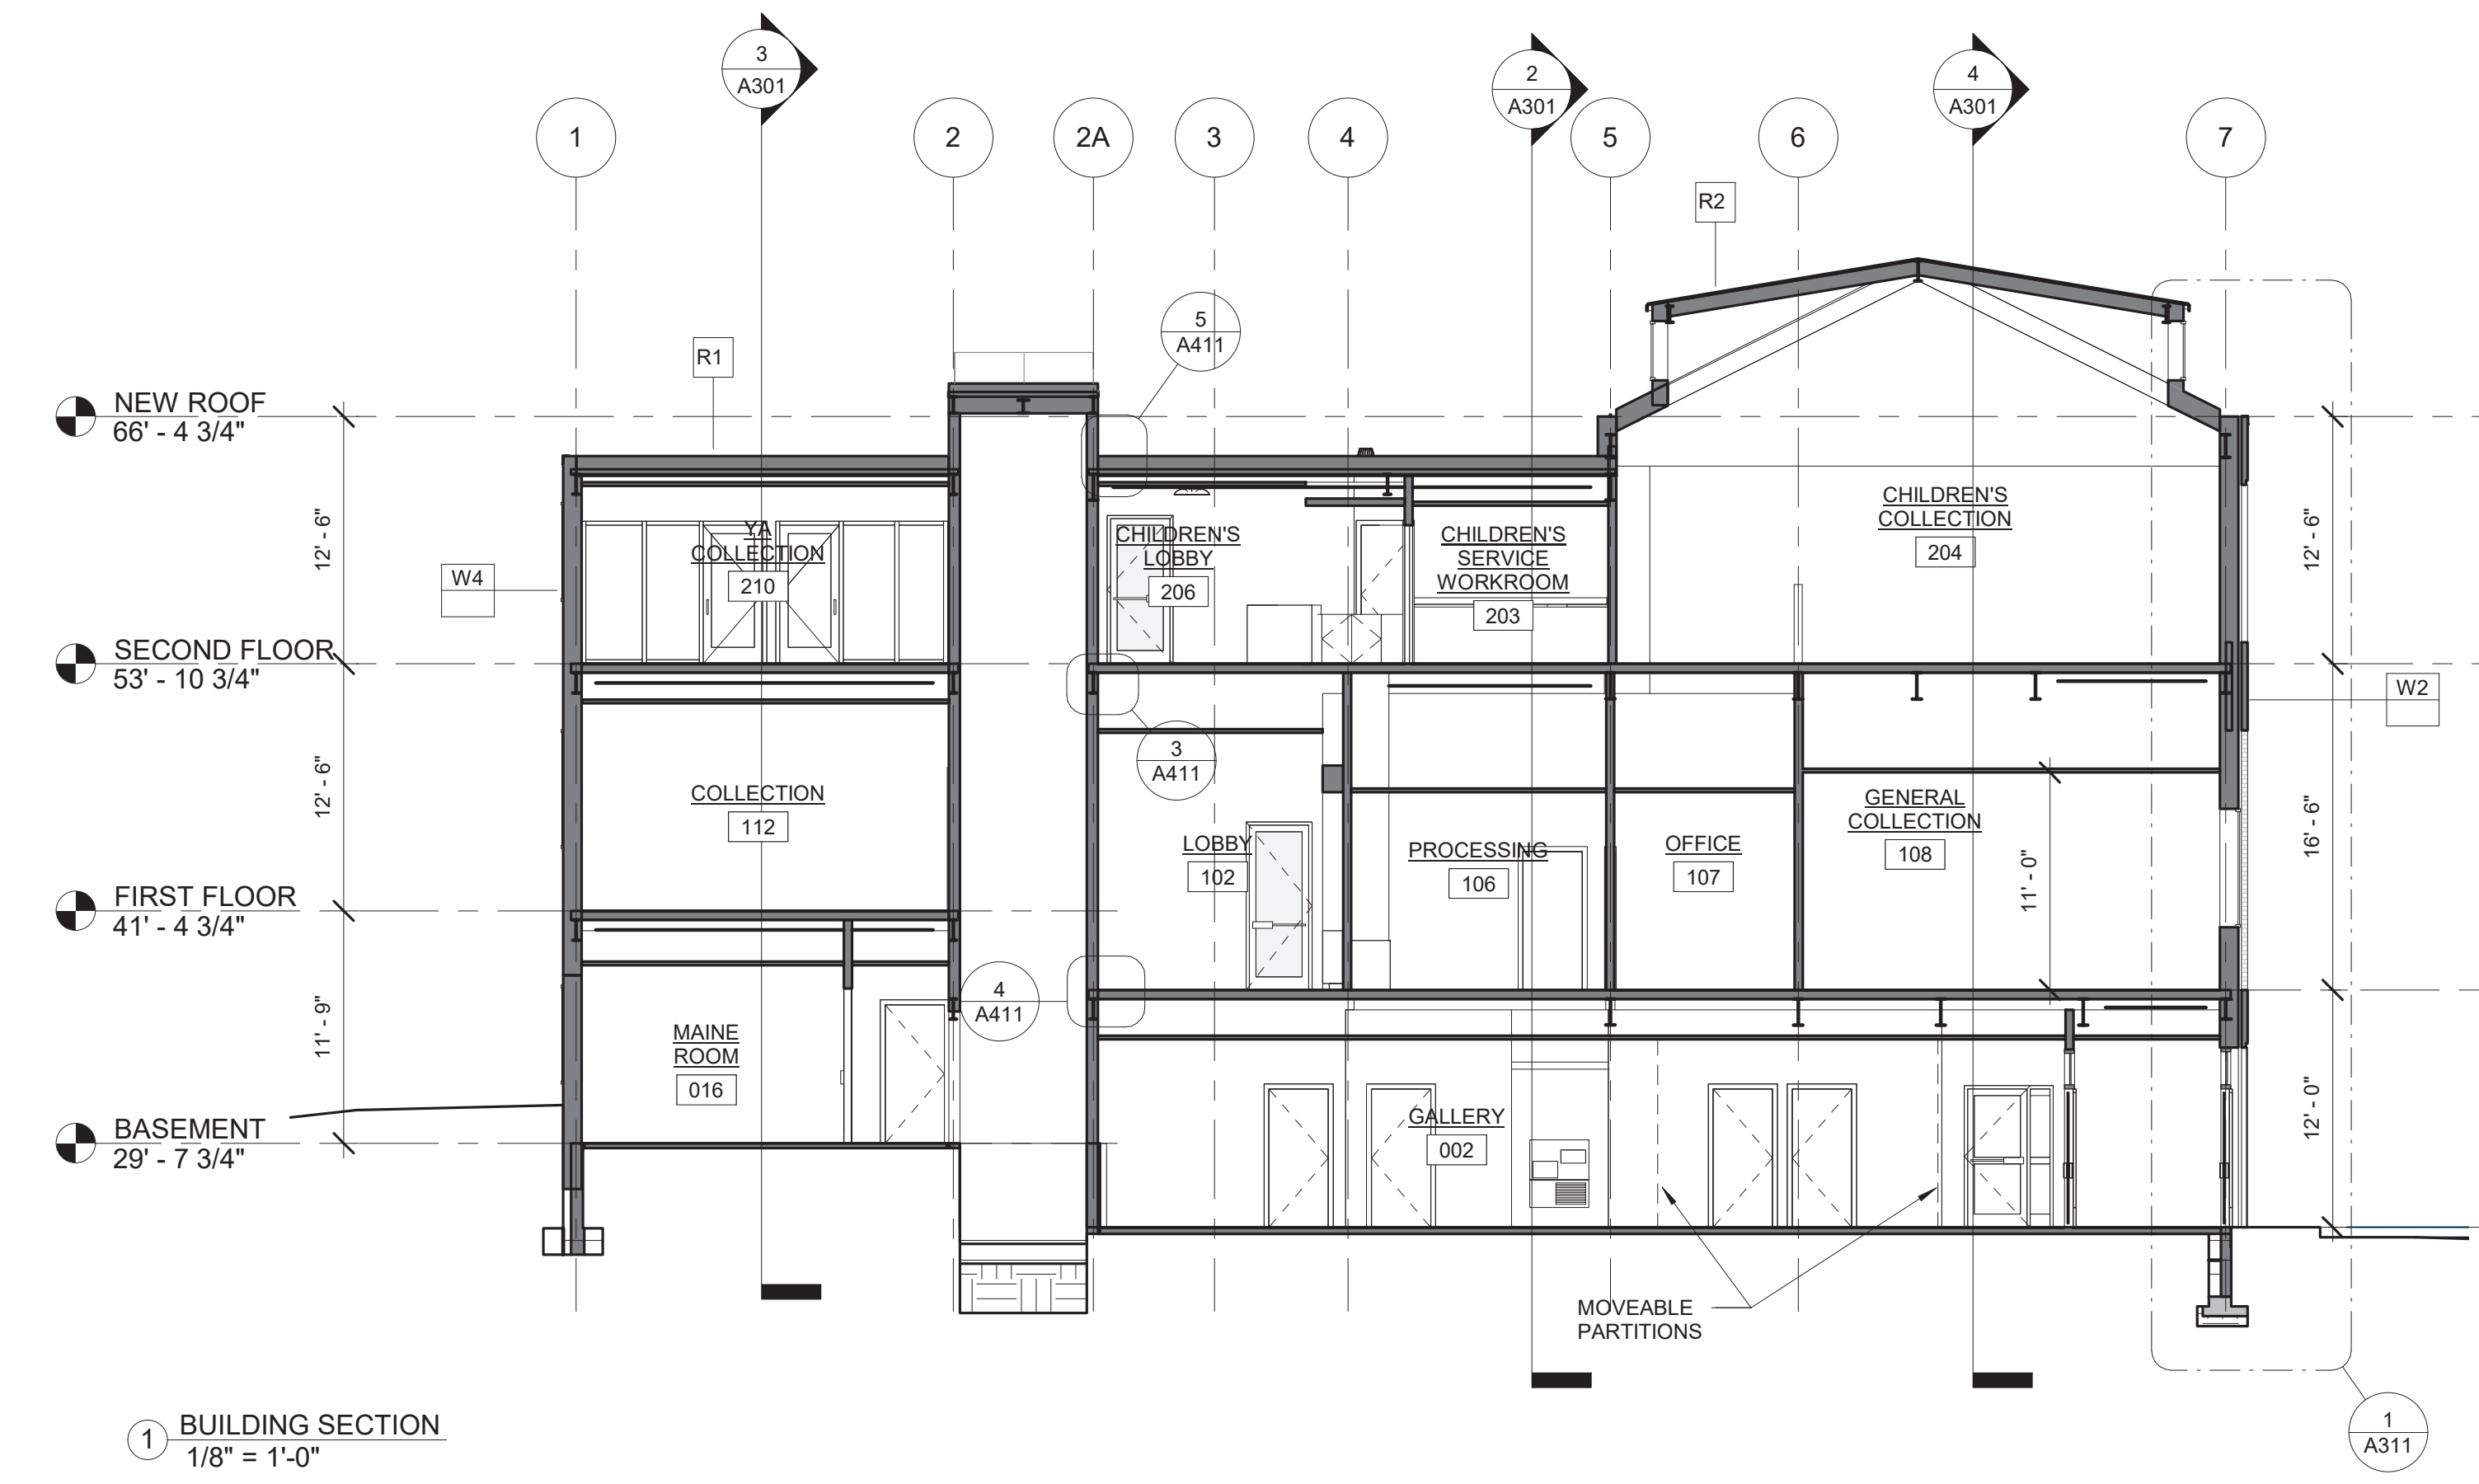 3
A301
2
A301
4
A301
1
2
2A
3
4
5
6
7
R2
5
A411
R1
NEW ROOF
66' - 4 3/4"
12' - 6"
YA
COLLECTION
210
CHILDREN'S
LOBBY
206
CHILDREN'S
SERVICE
WORKROOM
203
CHILDREN'S
COLLECTION
204
12' - 6"
W4
SECOND FLOOR
53' - 10 3/4"
W2
3
A411
12' - 6"
COLLECTION
112
LOBBY
102
PROCESSING
106
OFFICE
107
GENERAL
COLLECTION
108
11' - 0"
16' - 6"
FIRST FLOOR
41' - 4 3/4"
4
A411
11' - 9"
MAINE
ROOM
016
GALLERY
002
12' - 0"
BASEMENT
29' - 7 3/4"
MOVEABLE
PARTITIONS
1
A311
1
BUILDING SECTION
1/8" = 1'-0"